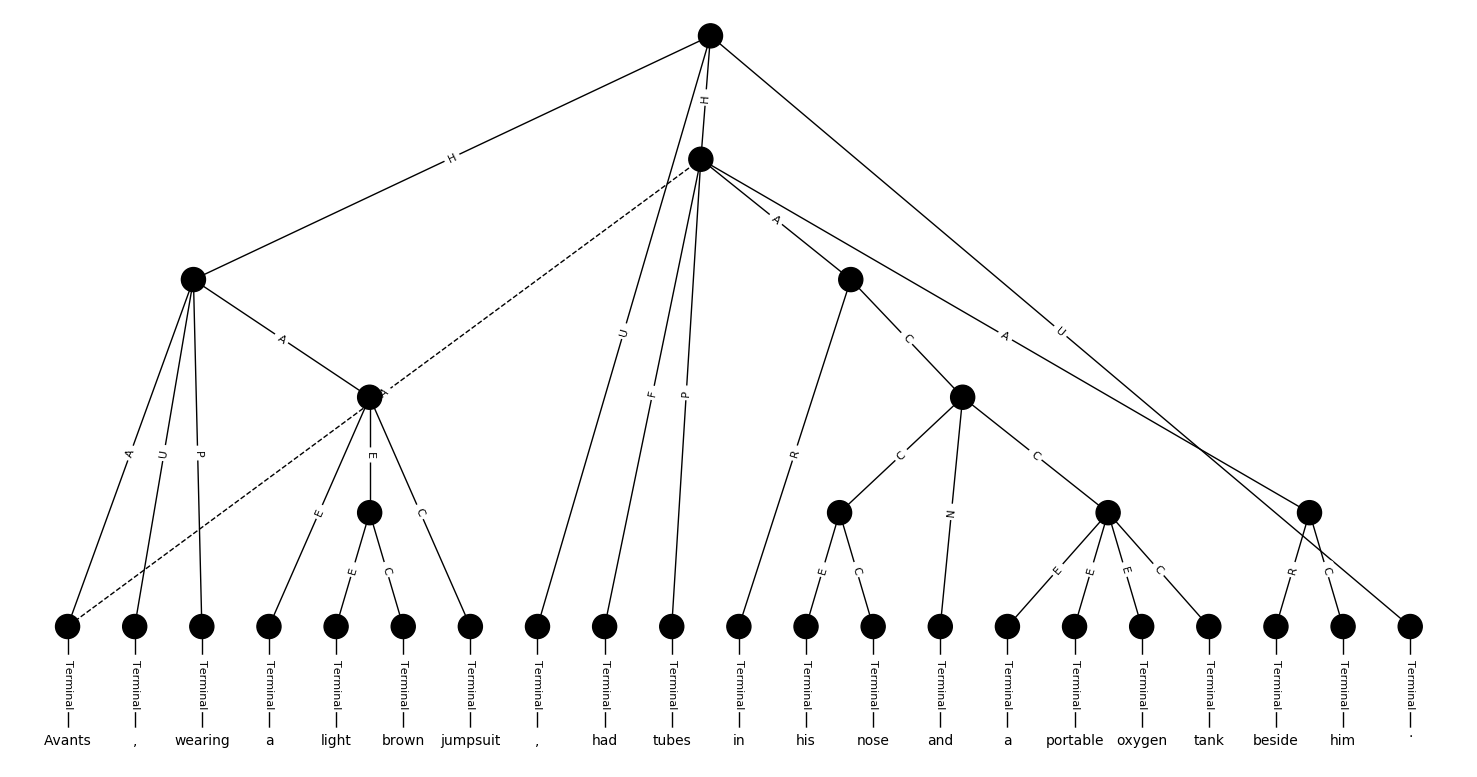 H
H
A
A
A
U
A
U
F
P
A
C
A
U
P
E
E
C
R
C
N
C
E
C
E
C
E
E
E
C
R
C
Terminal Terminal Terminal Terminal Terminal Terminal Terminal Terminal Terminal Terminal Terminal Terminal Terminal Terminal Terminal Terminal Terminal Terminal Terminal Terminal Terminal
Avants , wearing a light brown jumpsuit , had tubes in his nose and a portable oxygen tank beside him .